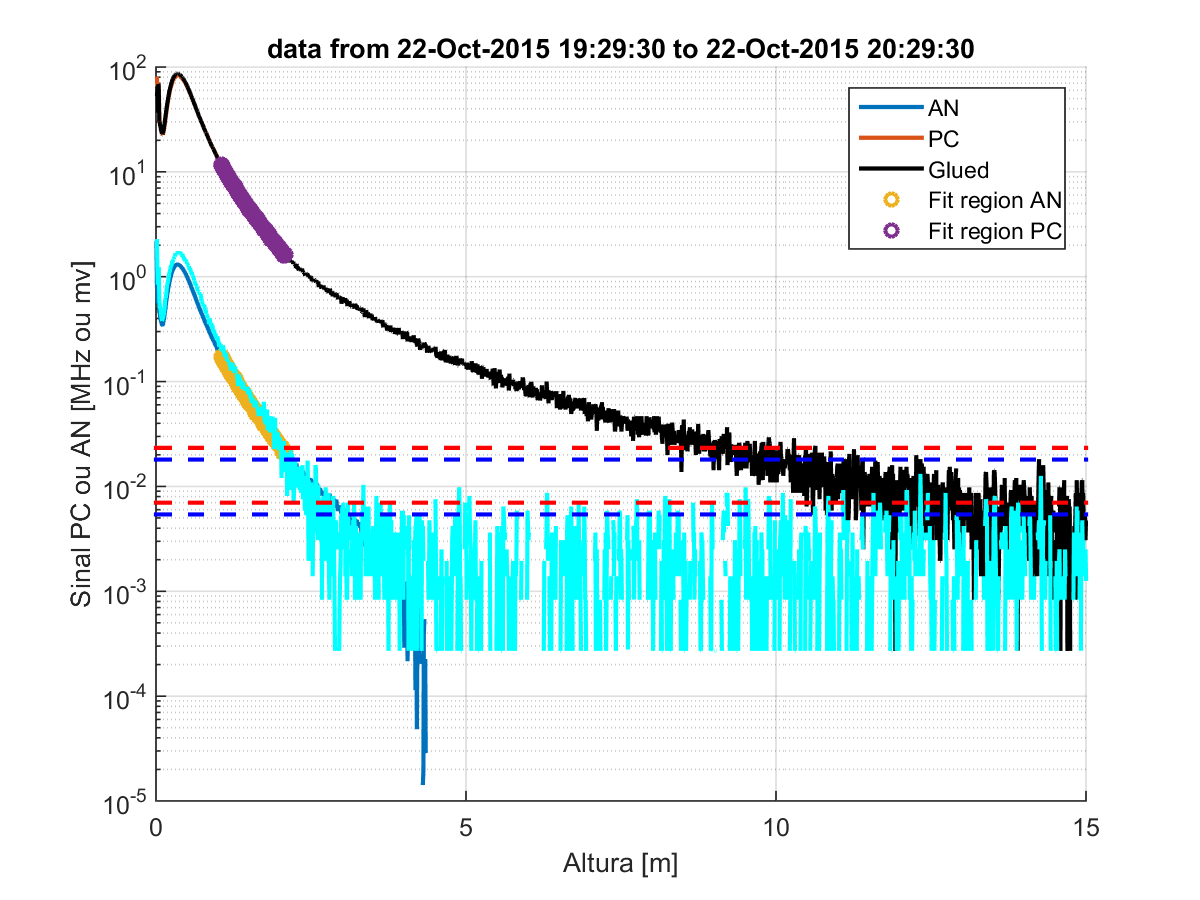 data from 22-Oct-2015 19:29:30 to 22-Oct-2015 20:29:30
Sinal PC ou AN [MHz ou mv]
10^2
10^1
10^0
10^-1
10^-2
10^-3
10^-4
10^-5
AN
PC
Glued
Fit region AN
Fit region PC
0 5 10 15
Altura [m]